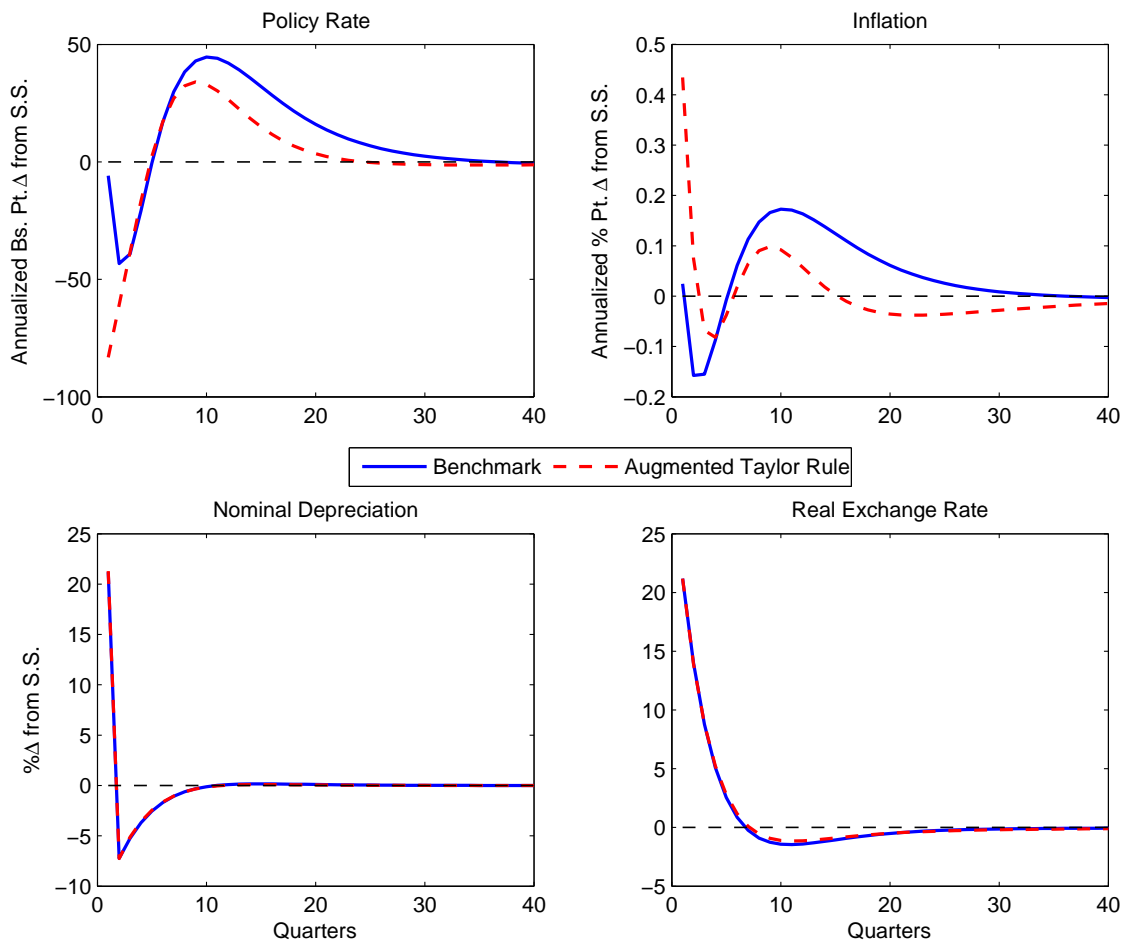 Policy Rate
Annualized Bs. Pt.Δ from S.S.
50
0
−50
−100
0 10 20 30 40
Inflation
Annualized % Pt.Δ from S.S.
0.5
0.4
0.3
0.2
0.1
0
−0.1
−0.2
0 10 20 30 40
Benchmark Augmented Taylor Rule
Nominal Depreciation
%Δ from S.S.
25
20
15
10
5
0
−5
−10
0 10 20 30 40
Quarters
Real Exchange Rate
25
20
15
10
5
0
−5
0 10 20 30 40
Quarters